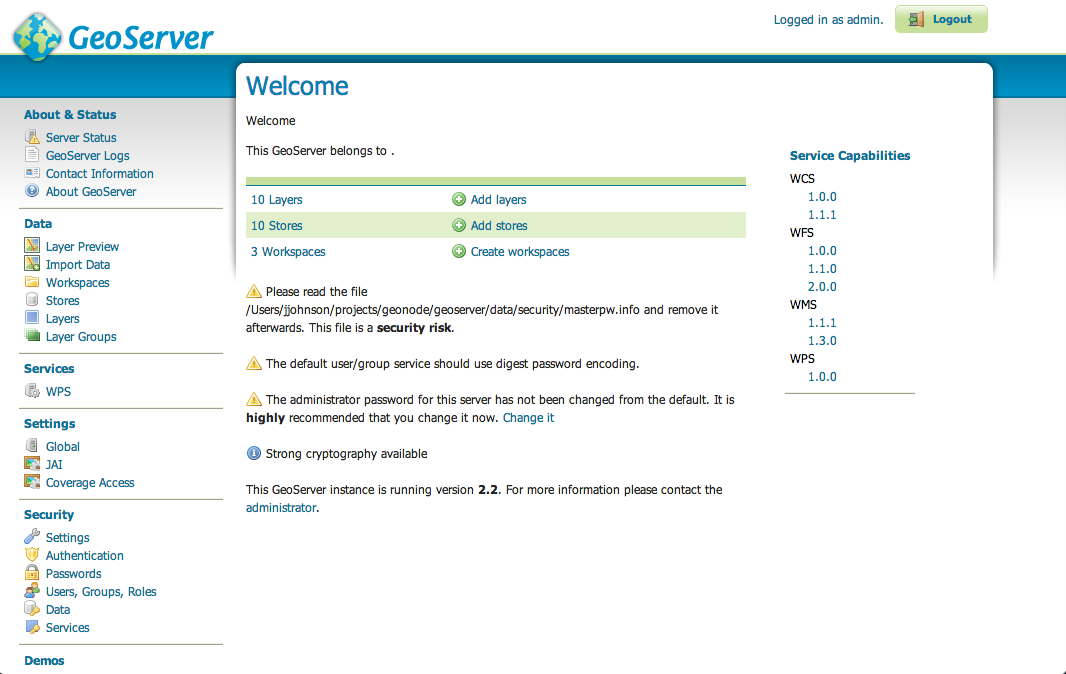 GeoServer
Logged in as admin.
Logout
About & Status
Server Status
GeoServer Logs
Contact Information
About GeoServer
Data
Layer Preview
Import Data
Workspaces
Stores
Layers
Layer Groups
Services
WPS
Settings
Global
JAI
Coverage Access
Security
Settings
Authentication
Passwords
Users, Groups, Roles
Data
Services
Demos
Welcome
Welcome
This GeoServer belongs to .
10 Layers Add layers
10 Stores Add stores
3 Workspaces Create workspaces
Please read the file
/Users/jjohnson/projects/geonode/geoserver/data/security/masterpw.info and remove it
afterwards. This file is a security risk.
The default user/group service should use digest password encoding.
The administrator password for this server has not been changed from the default. It is
highly recommended that you change it now. Change it
Strong cryptography available
This GeoServer instance is running version 2.2. For more information please contact the
administrator.
Service Capabilities
WCS
1.0.0
1.1.1
WFS
1.0.0
1.1.0
2.0.0
WMS
1.1.1
1.3.0
WPS
1.0.0